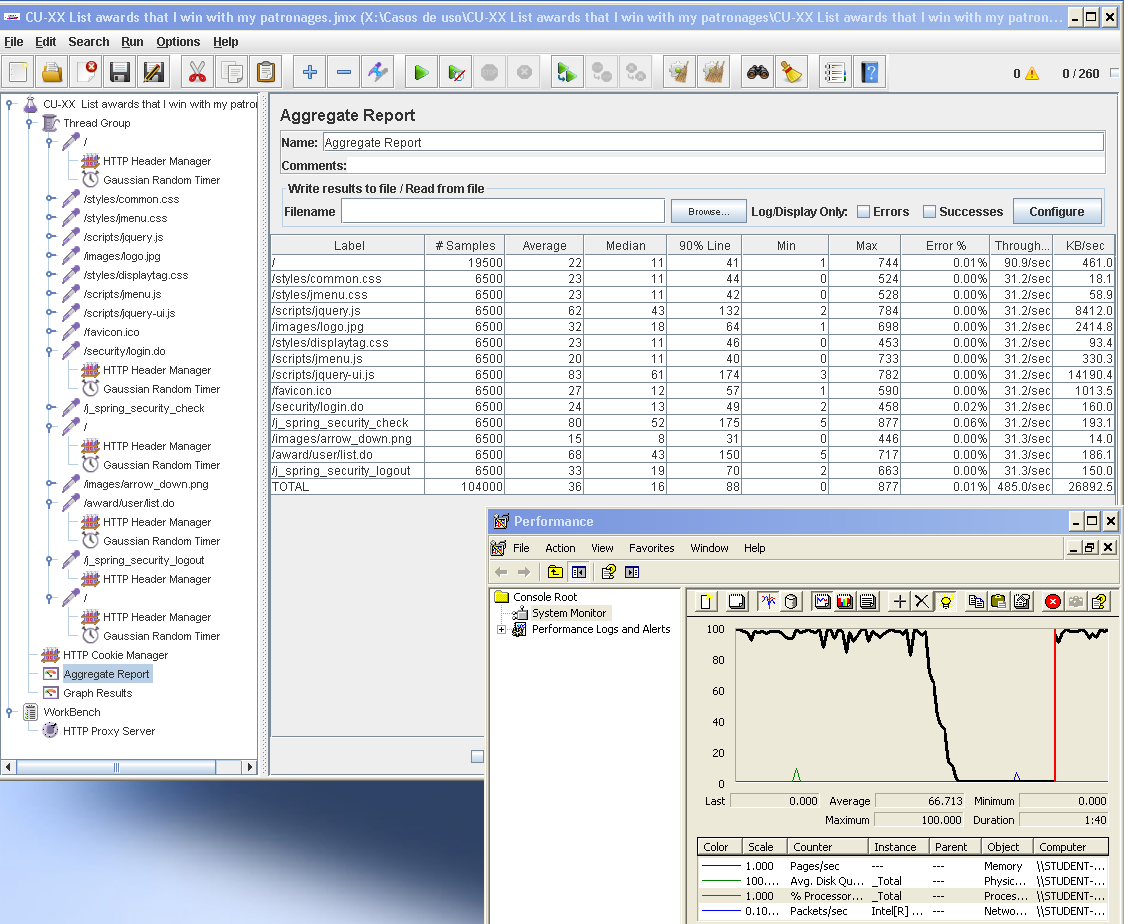 CU-XX List awards that I win with my patronages.jmx (X:\Casos de uso\CU-XX List awards that I win with my patronages\CU-XX List awards that I win with my patron...
File Edit Search Run Options Help
0 0 / 260
CU-XX List awards that I win with my patro
Thread Group
/
HTTP Header Manager
Gaussian Random Timer
/styles/common.css
/styles/jmenu.css
/scripts/jquery.js
/images/logo.jpg
/styles/displaytag.css
/scripts/jmenu.js
/scripts/jquery-ui.js
/favicon.ico
/security/login.do
HTTP Header Manager
Gaussian Random Timer
/j_spring_security_check
/
HTTP Header Manager
Gaussian Random Timer
/images/arrow_down.png
/award/user/list.do
HTTP Header Manager
Gaussian Random Timer
/j_spring_security_logout
HTTP Header Manager
/
HTTP Header Manager
Gaussian Random Timer
HTTP Cookie Manager
Aggregate Report
Graph Results
WorkBench
HTTP Proxy Server
Aggregate Report
Name: Aggregate Report
Comments:
Write results to file / Read from file
Filename Browse... Log/Display Only: Errors Successes Configure
Label # Samples Average Median 90% Line Min Max Error % Through... KB/sec
/ 19500 22 11 41 1 744 0.01% 90.9/sec 461.0
/styles/common.css 6500 23 11 44 0 524 0.00% 31.2/sec 18.1
/styles/jmenu.css 6500 23 11 42 0 528 0.00% 31.2/sec 58.9
/scripts/jquery.js 6500 62 43 132 2 784 0.00% 31.2/sec 8412.0
/images/logo.jpg 6500 32 18 64 1 698 0.00% 31.2/sec 2414.8
/styles/displaytag.css 6500 23 11 46 0 453 0.00% 31.2/sec 93.4
/scripts/jmenu.js 6500 20 11 40 0 733 0.00% 31.2/sec 330.3
/scripts/jquery-ui.js 6500 83 61 174 3 782 0.00% 31.2/sec 14190.4
/favicon.ico 6500 27 12 57 1 590 0.00% 31.2/sec 1013.5
/security/login.do 6500 24 13 49 2 458 0.02% 31.2/sec 160.0
/j_spring_security_check 6500 80 52 175 5 877 0.06% 31.2/sec 193.1
/images/arrow_down.png 6500 15 8 31 0 446 0.00% 31.3/sec 14.0
/award/user/list.do 6500 68 43 150 5 717 0.00% 31.3/sec 186.1
/j_spring_security_logout 6500 33 19 70 2 663 0.00% 31.3/sec 150.0
TOTAL 104000 36 16 88 0 877 0.01% 485.0/sec 26892.5
Performance
File Action View Favorites Window Help
Console Root
System Monitor
Performance Logs and Alerts
100
80
60
40
20
0
Last 0.000 Average 66.713 Minimum 0.000
Maximum 100.000 Duration 1:40
Color Scale Counter Instance Parent Object Computer
1.000 Pages/sec --- --- Memory \\STUDENT-...
100.... Avg. Disk Qu... _Total --- Physic... \\STUDENT-...
1.000 % Processor... _Total --- Proces... \\STUDENT-...
0.10... Packets/sec Intel[R] ... --- Netwo... \\STUDENT-...